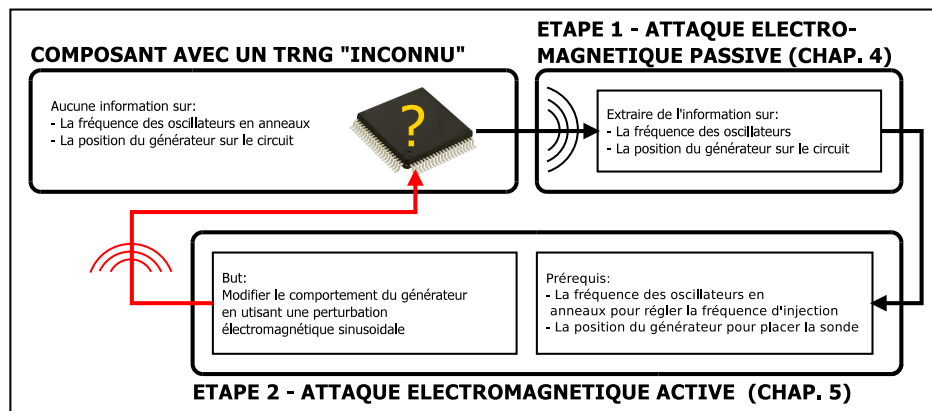 COMPOSANT AVEC UN TRNG "INCONNU"
Aucune information sur:
- La fréquence des oscillateurs en anneaux
- La position du générateur sur le circuit
?
ETAPE 1 - ATTAQUE ELECTRO-
MAGNETIQUE PASSIVE (CHAP. 4)
Extraire de l'information sur:
- La fréquence des oscillateurs
- La position du générateur sur le circuit
But:
Modifier le comportement du générateur
en utisant une perturbation
électromagnétique sinusoidale
Prérequis:
- La fréquence des oscillateurs en
anneaux pour régler la fréquence d'injection
- La position du générateur pour placer la sonde
ETAPE 2 - ATTAQUE ELECTROMAGNETIQUE ACTIVE (CHAP. 5)